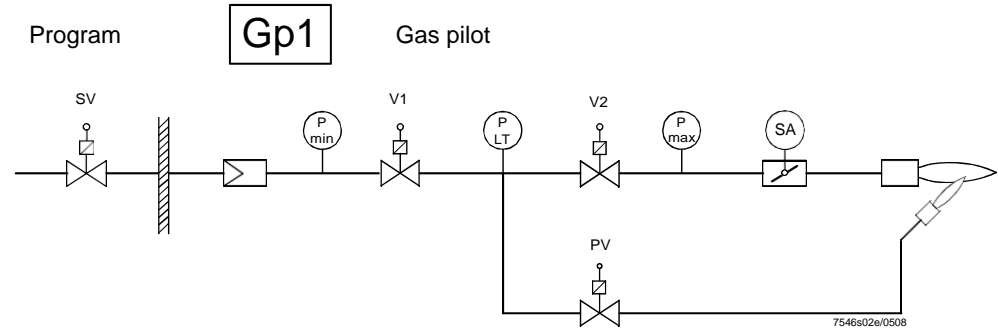 Program Gp1 Gas pilot
SV
V1
V2
P
min
P
LT
P
max
SA
PV
7546s02e/0508